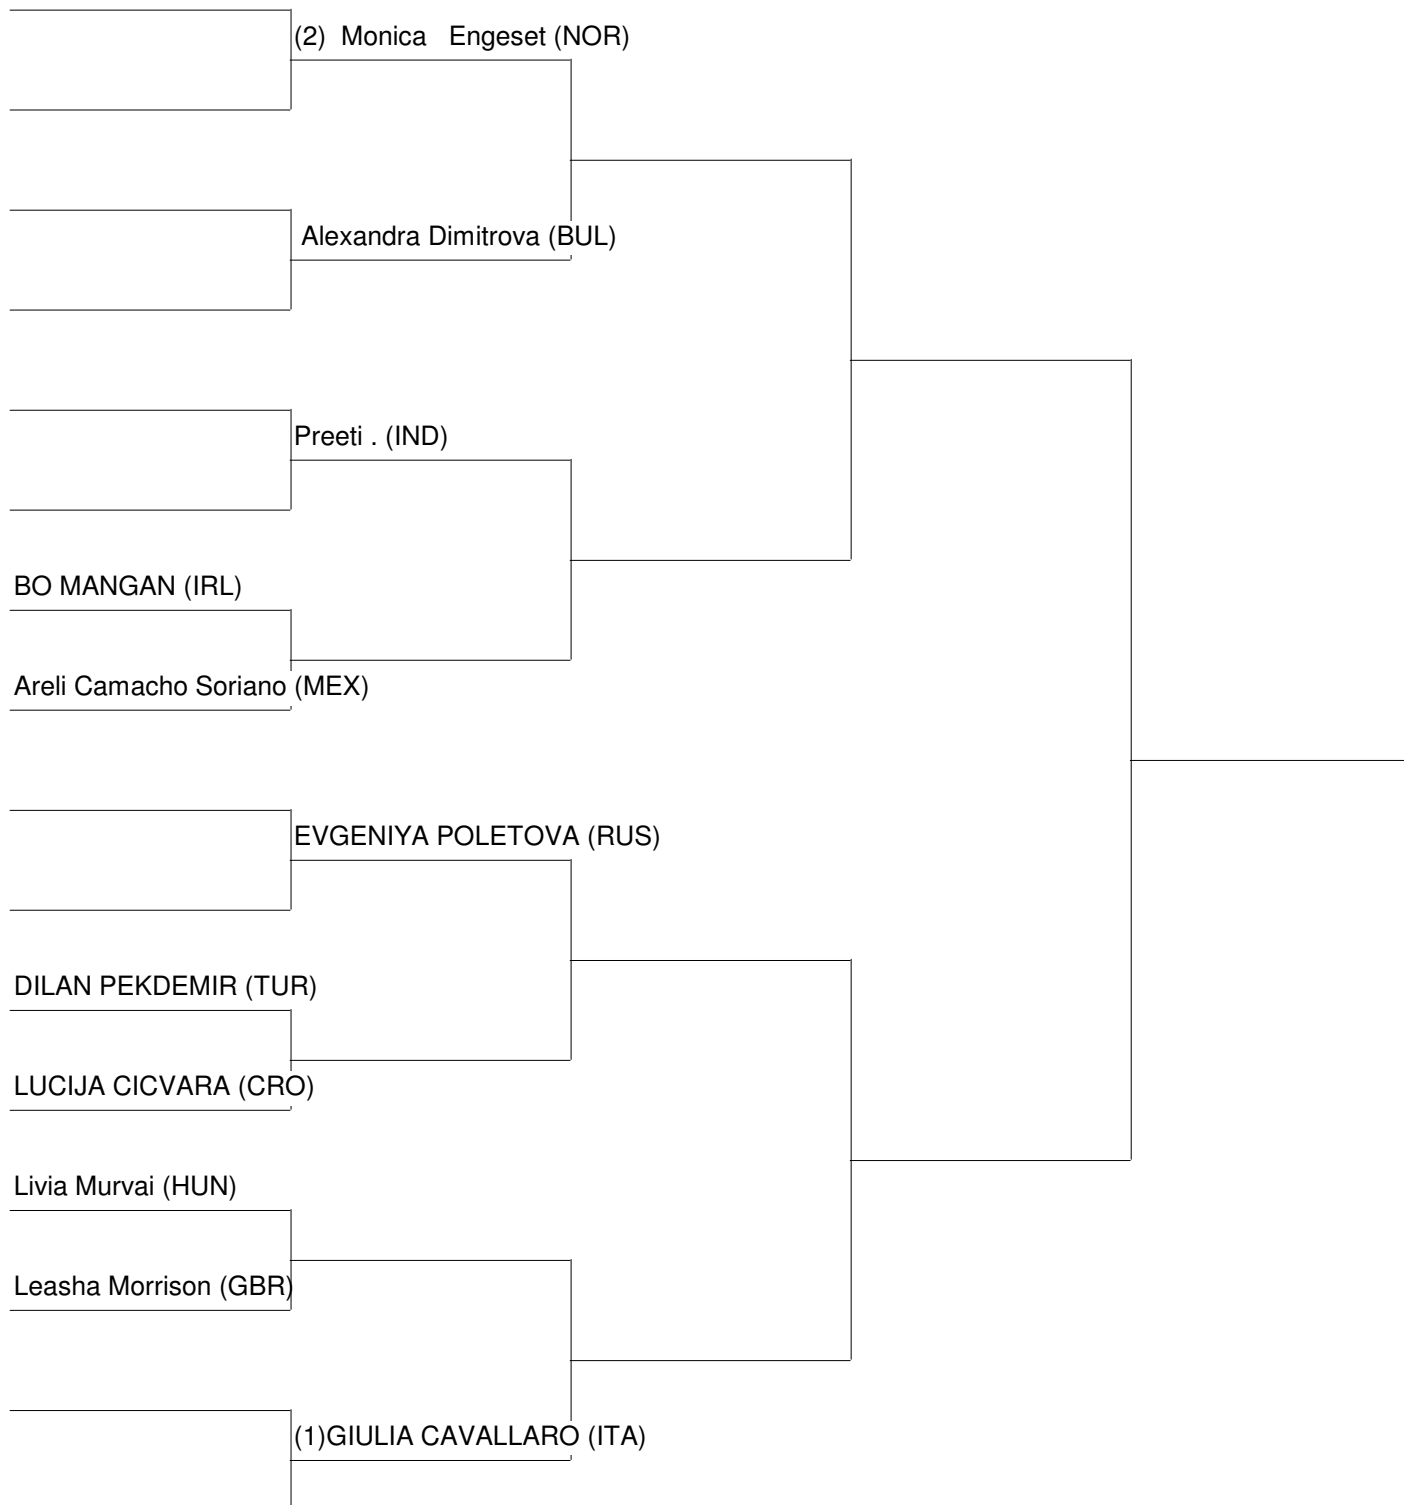 (2) Monica Engeset (NOR)
Alexandra Dimitrova (BUL)
Preeti . (IND)
BO MANGAN (IRL)
Areli Camacho Soriano (MEX)
EVGENIYA POLETOVA (RUS)
DILAN PEKDEMIR (TUR)
LUCIJA CICVARA (CRO)
Livia Murvai (HUN)
Leasha Morrison (GBR)
(1)GIULIA CAVALLARO (ITA)